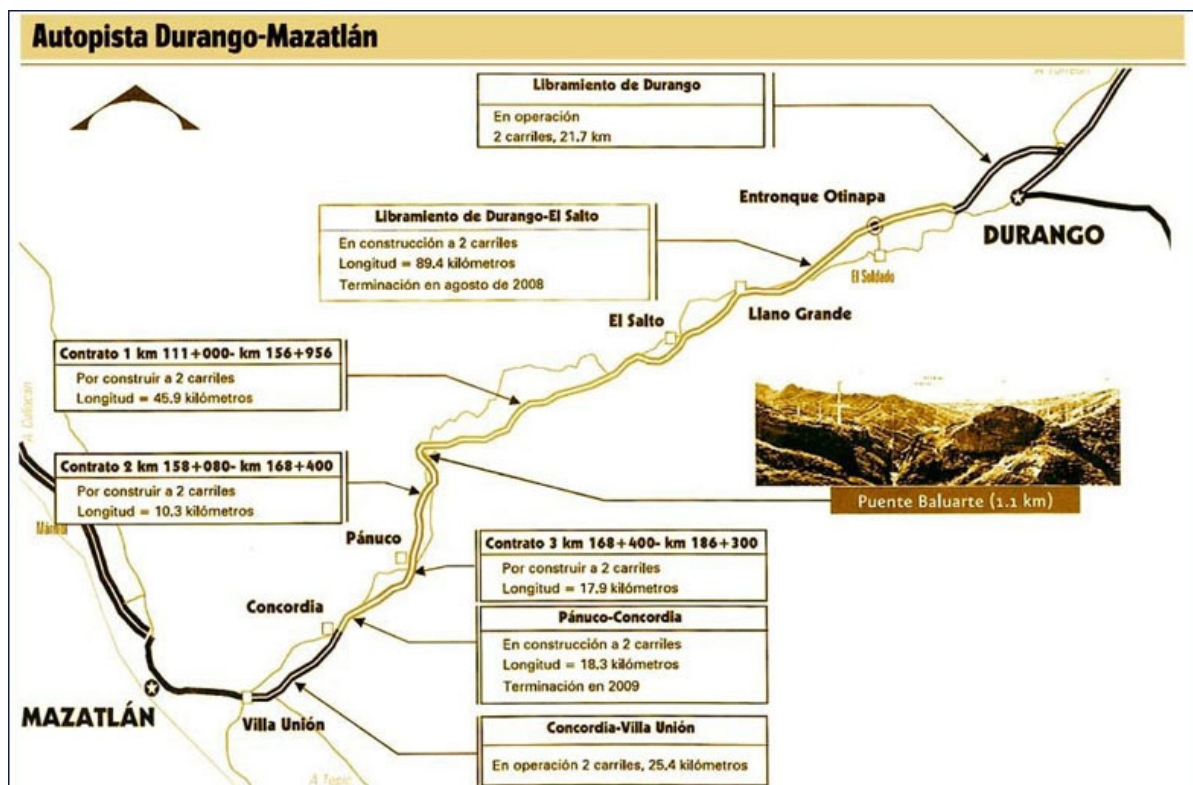 Autopista Durango-Mazatlán
Libramiento de Durango
En operación
2 carriles, 21.7 km
Entronque Otinapa
DURANGO
El Soldado
Libramiento de Durango-El Salto
En construcción a 2 carriles
Longitud = 89.4 kilómetros
Terminación en agosto de 2008
Llano Grande
El Salto
Contrato 1 km 111+000- km 156+956
Por construir a 2 carriles
Longitud = 45.9 kilómetros
A Culiacan
Contrato 2 km 158+080- km 168+400
Por construir a 2 carriles
Longitud = 10.3 kilómetros
Puente Baluarte (1.1 km)
Pánuco
Contrato 3 km 168+400- km 186+300
Por construir a 2 carriles
Longitud = 17.9 kilómetros
Concordia
Pánuco-Concordia
En construcción a 2 carriles
Longitud = 18.3 kilómetros
Terminación en 2009
MAZATLÁN
Villa Unión
Concordia-Villa Unión
En operación 2 carriles, 25.4 kilómetros
A Tepic